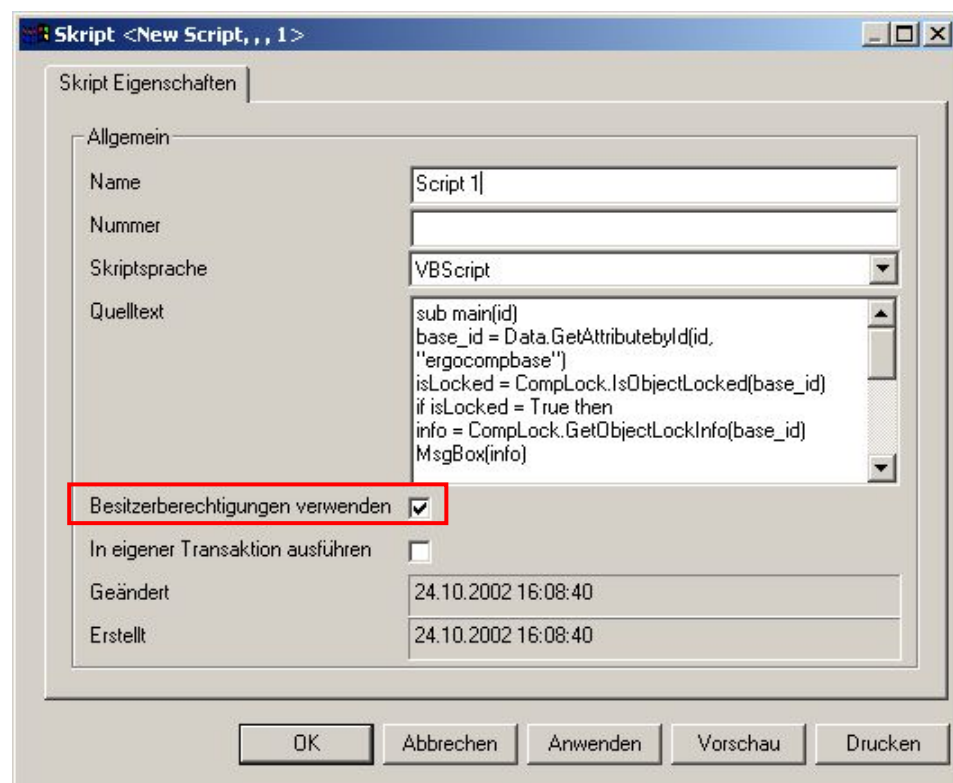 Skript <New Script, , , 1>
Skript Eigenschaften
Allgemein
Name
Script 1
Nummer
Skriptsprache
VBScript
Quelltext
sub main(id)
base_id = Data.GetAttributebyId(id,
"ergocompbase")
isLocked = CompLock.IsObjectLocked(base_id)
if isLocked = True then
info = CompLock.GetObjectLockInfo(base_id)
MsgBox(info)
Besitzerberechtigungen verwenden
In eigener Transaktion ausführen
Geändert
24.10.2002 16:08:40
Erstellt
24.10.2002 16:08:40
OK
Abbrechen
Anwenden
Vorschau
Drucken